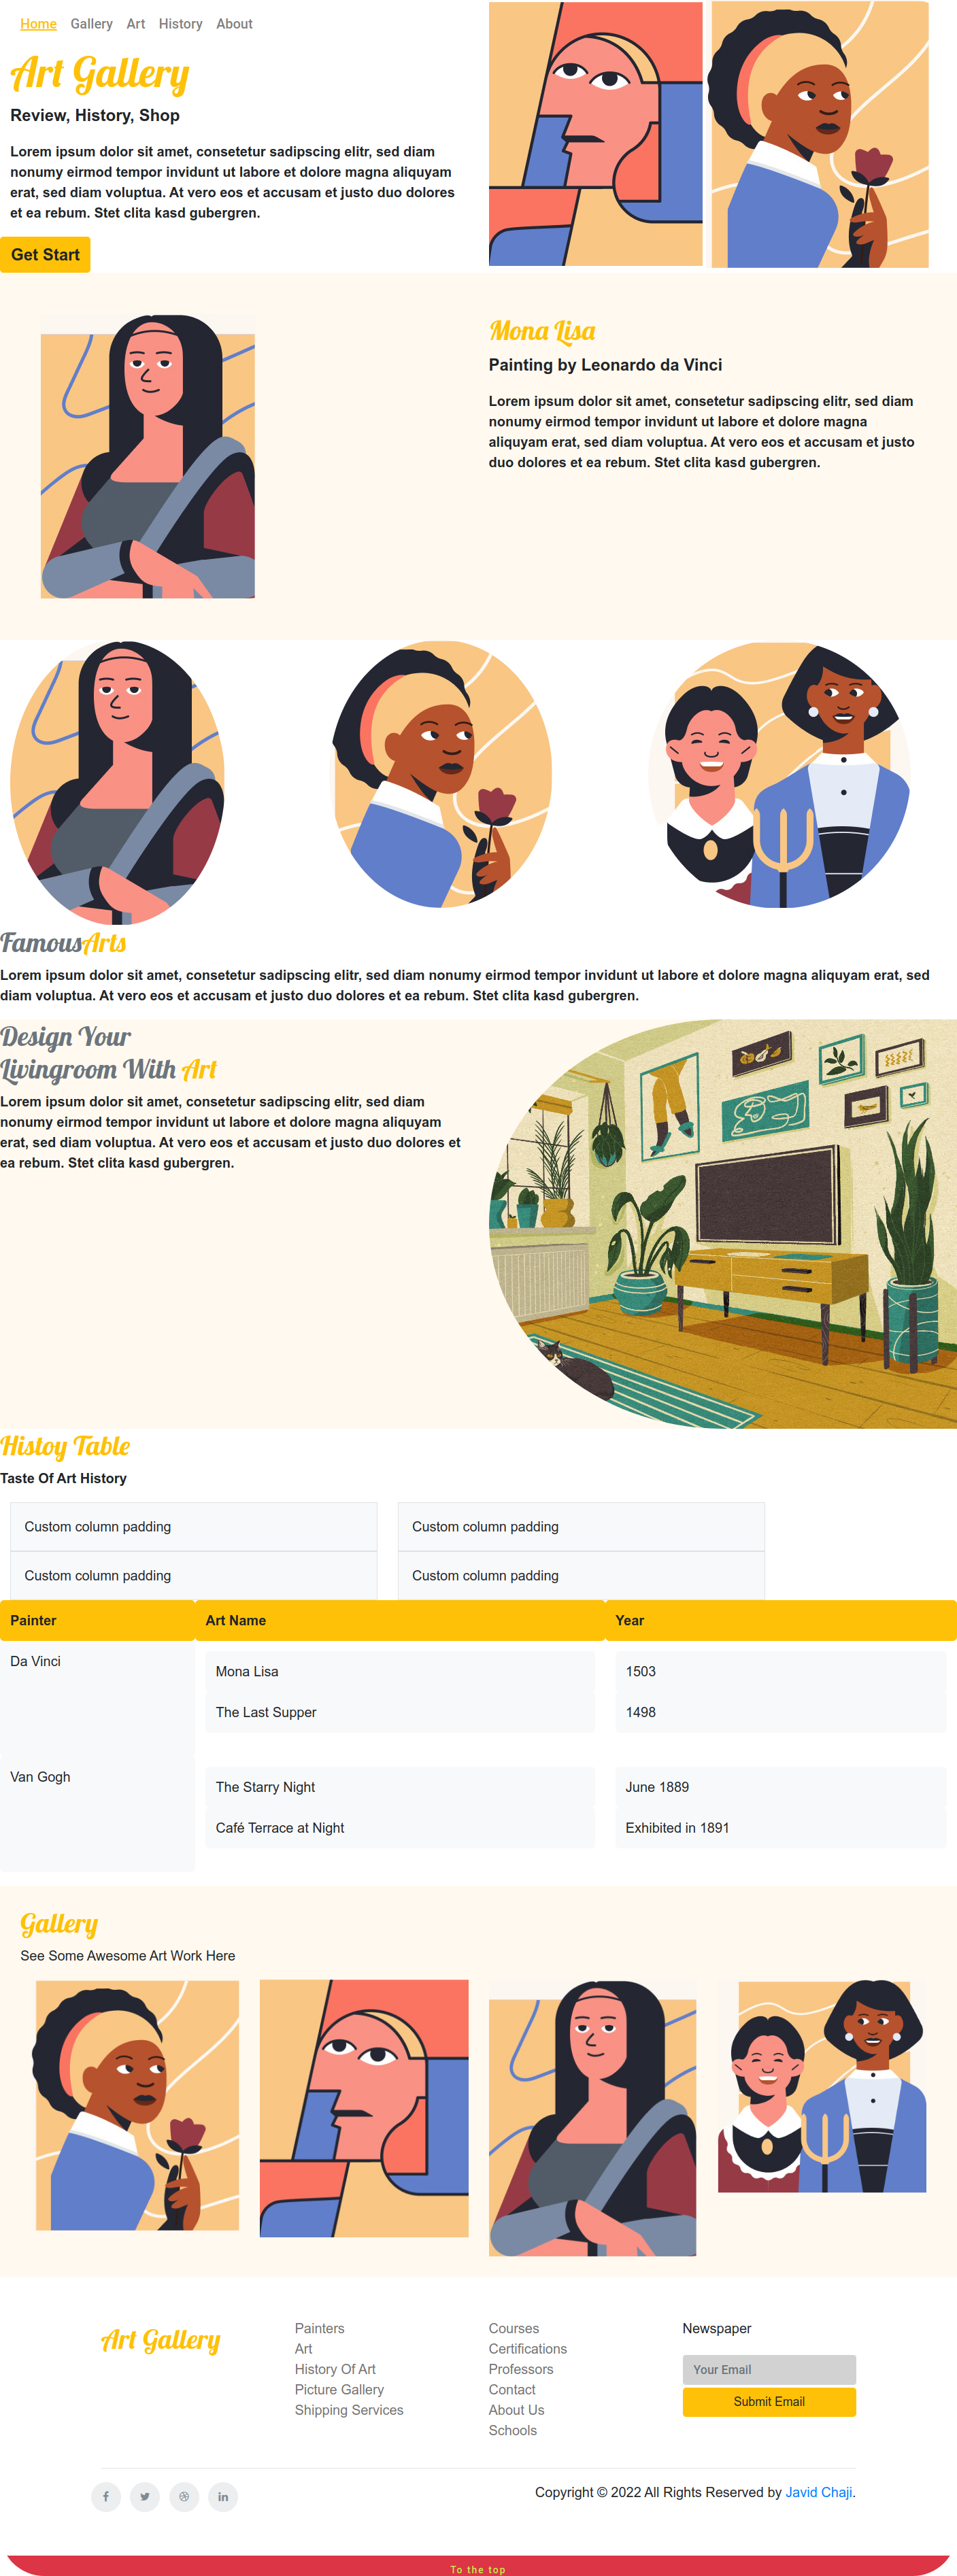 Home Gallery Art History About
Art Gallery
Review, History, Shop
Lorem ipsum dolor sit amet, consetetur sadipscing elitr, sed diam
nonumy eirmod tempor invidunt ut labore et dolore magna aliquyam
erat, sed diam voluptua. At vero eos et accusam et justo duo dolores
et ea rebum. Stet clita kasd gubergren.
Get Start
Mona Lisa
Painting by Leonardo da Vinci
Lorem ipsum dolor sit amet, consetetur sadipscing elitr, sed diam
nonumy eirmod tempor invidunt ut labore et dolore magna
aliquyam erat, sed diam voluptua. At vero eos et accusam et justo
duo dolores et ea rebum. Stet clita kasd gubergren.
FamousArts
Lorem ipsum dolor sit amet, consetetur sadipscing elitr, sed diam nonumy eirmod tempor invidunt ut labore et dolore magna aliquyam erat, sed
diam voluptua. At vero eos et accusam et justo duo dolores et ea rebum. Stet clita kasd gubergren.
Design Your
Livingroom With Art
Lorem ipsum dolor sit amet, consetetur sadipscing elitr, sed diam
nonumy eirmod tempor invidunt ut labore et dolore magna aliquyam
erat, sed diam voluptua. At vero eos et accusam et justo duo dolores et
ea rebum. Stet clita kasd gubergren.
Histoy Table
Taste Of Art History
Custom column padding Custom column padding
Custom column padding Custom column padding
Painter Art Name Year
Da Vinci
Mona Lisa 1503
The Last Supper 1498
Van Gogh
The Starry Night June 1889
Café Terrace at Night Exhibited in 1891
Gallery
See Some Awesome Art Work Here
Art Gallery
Painters
Art
History Of Art
Picture Gallery
Shipping Services
Courses
Certifications
Professors
Contact
About Us
Schools
Newspaper
Your Email
Submit Email
Copyright © 2022 All Rights Reserved by Javid Chaji.
To the top